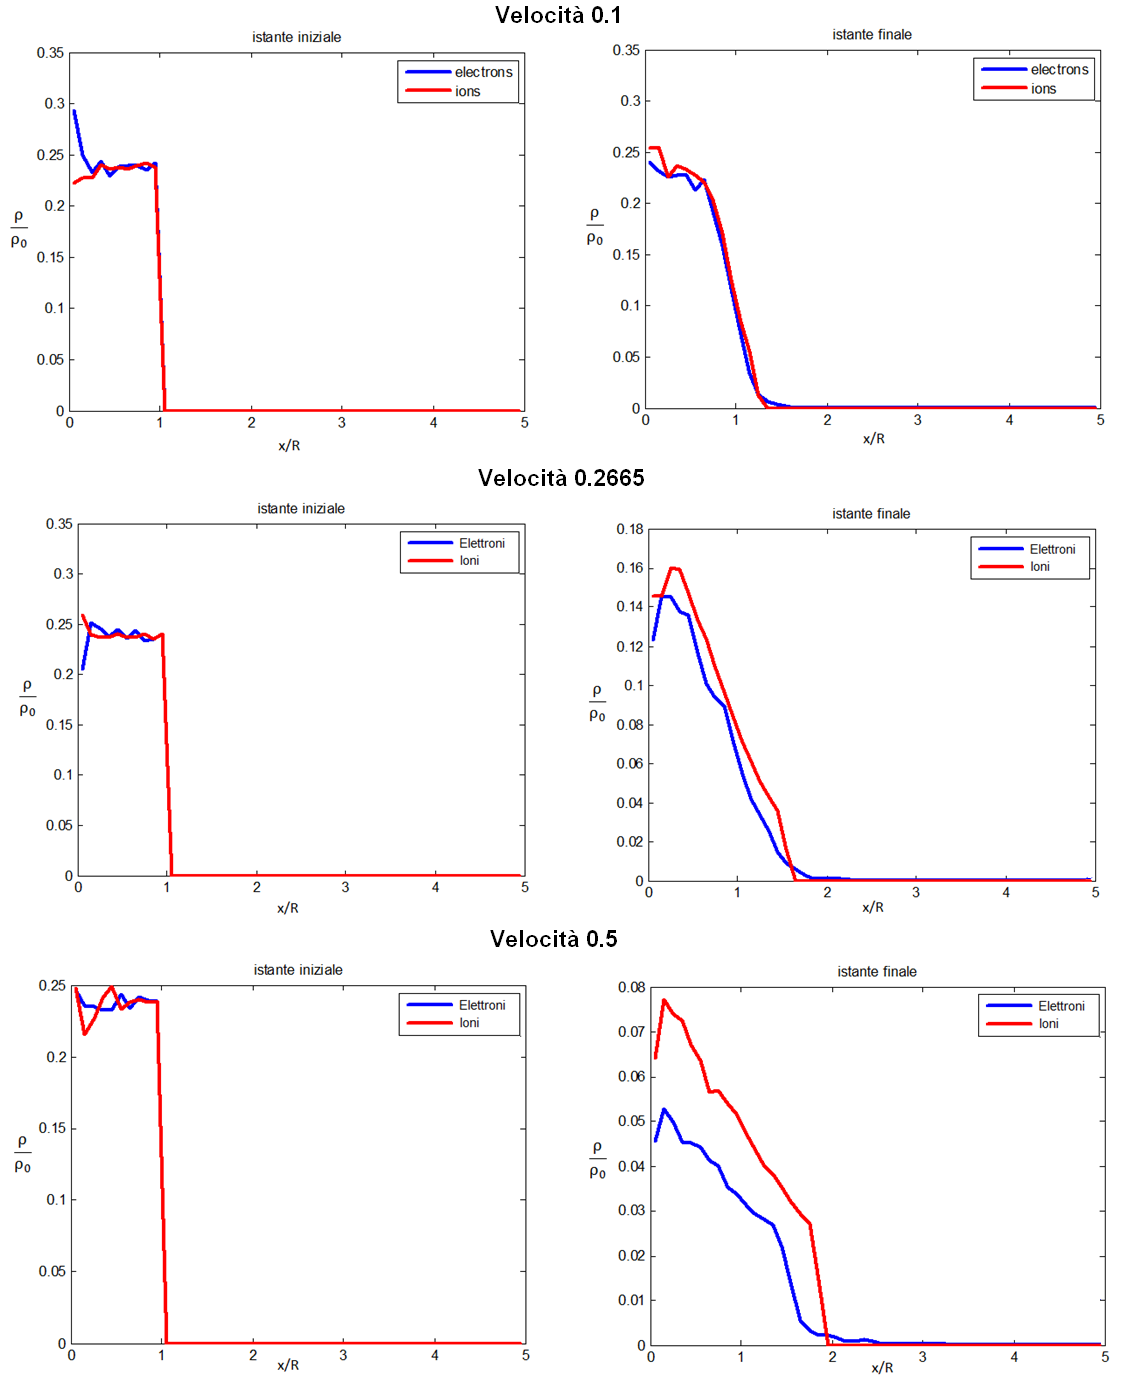 Velocità 0.1
istante iniziale
0.35
0.3
0.25
0.2
0.15
0.1
0.05
0
ρ
ρ0
electrons
ions
0 1 2 3 4 5
x/R
istante finale
0.35
0.3
0.25
0.2
0.15
0.1
0.05
0
ρ
ρ0
electrons
ions
0 1 2 3 4 5
x/R
Velocità 0.2665
istante iniziale
0.35
0.3
0.25
0.2
0.15
0.1
0.05
0
ρ
ρ0
Elettroni
Ioni
0 1 2 3 4 5
x/R
istante finale
0.18
0.16
0.14
0.12
0.1
0.08
0.06
0.04
0.02
0
ρ
ρ0
Elettroni
Ioni
0 1 2 3 4 5
x/R
Velocità 0.5
istante iniziale
0.25
0.2
0.15
0.1
0.05
0
ρ
ρ0
Elettroni
Ioni
0 1 2 3 4 5
x/R
istante finale
0.08
0.07
0.06
0.05
0.04
0.03
0.02
0.01
0
ρ
ρ0
Elettroni
Ioni
0 1 2 3 4 5
x/R